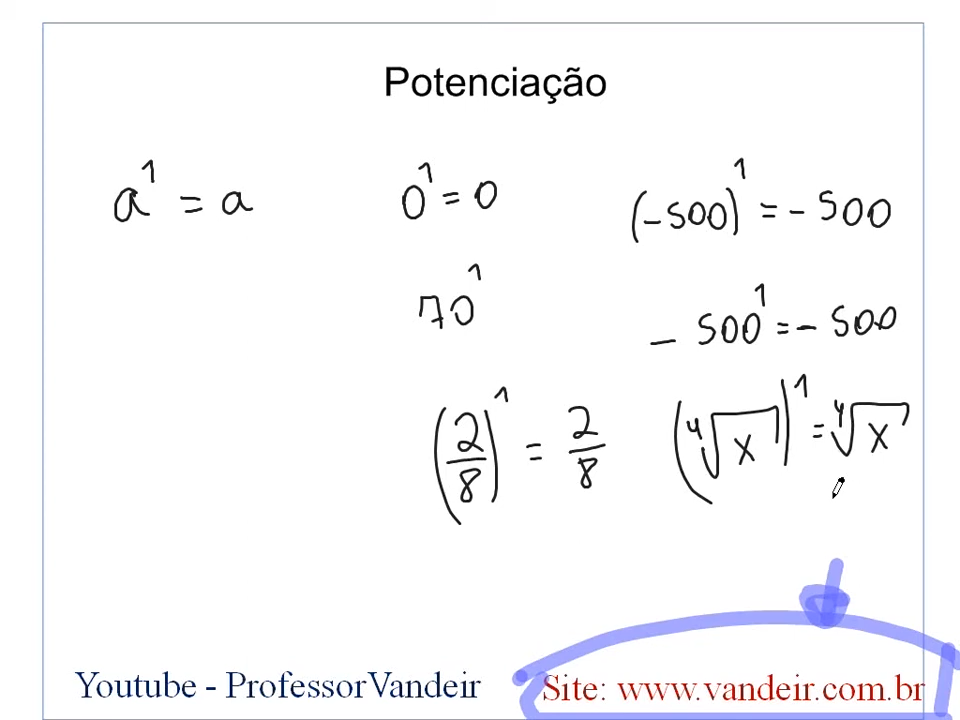 Potenciação
a¹ = a
0¹ = 0
(-500)¹ = - 500
70¹
- 500¹ = - 500
(2/8)¹ = 2/8
(⁴√x)¹ = ⁴√x
Youtube - ProfessorVandeir
Site: www.vandeir.com.br